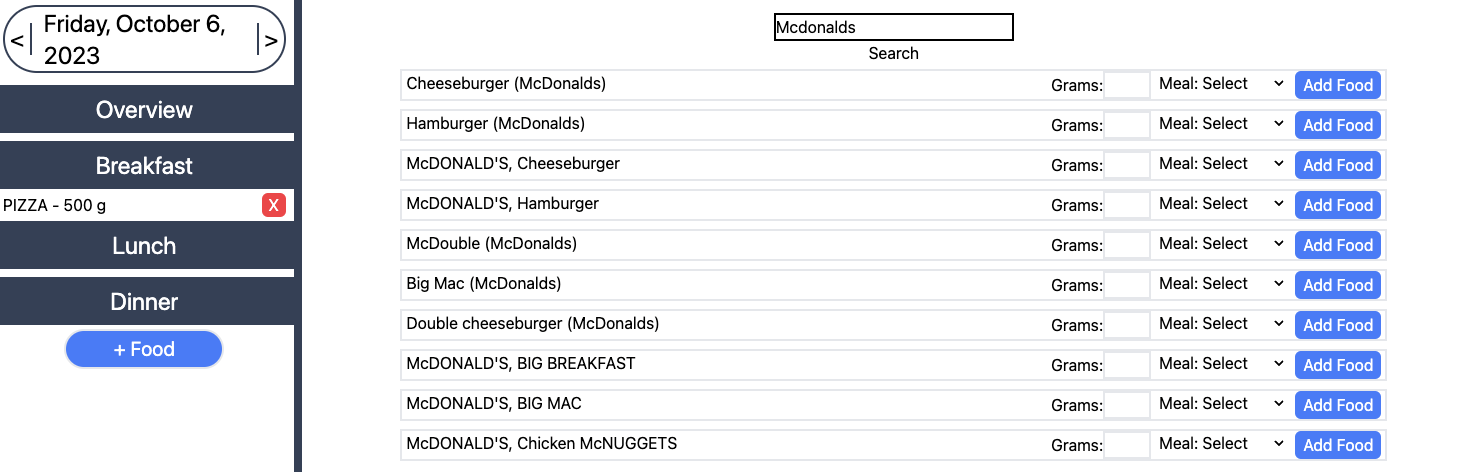 < Friday, October 6, >
2023
Overview
Breakfast
PIZZA - 500 g X
Lunch
Dinner
+ Food
Mcdonalds
Search
Cheeseburger (McDonalds) Grams: Meal: Select Add Food
Hamburger (McDonalds) Grams: Meal: Select Add Food
McDONALD'S, Cheeseburger Grams: Meal: Select Add Food
McDONALD'S, Hamburger Grams: Meal: Select Add Food
McDouble (McDonalds) Grams: Meal: Select Add Food
Big Mac (McDonalds) Grams: Meal: Select Add Food
Double cheeseburger (McDonalds) Grams: Meal: Select Add Food
McDONALD'S, BIG BREAKFAST Grams: Meal: Select Add Food
McDONALD'S, BIG MAC Grams: Meal: Select Add Food
McDONALD'S, Chicken McNUGGETS Grams: Meal: Select Add Food